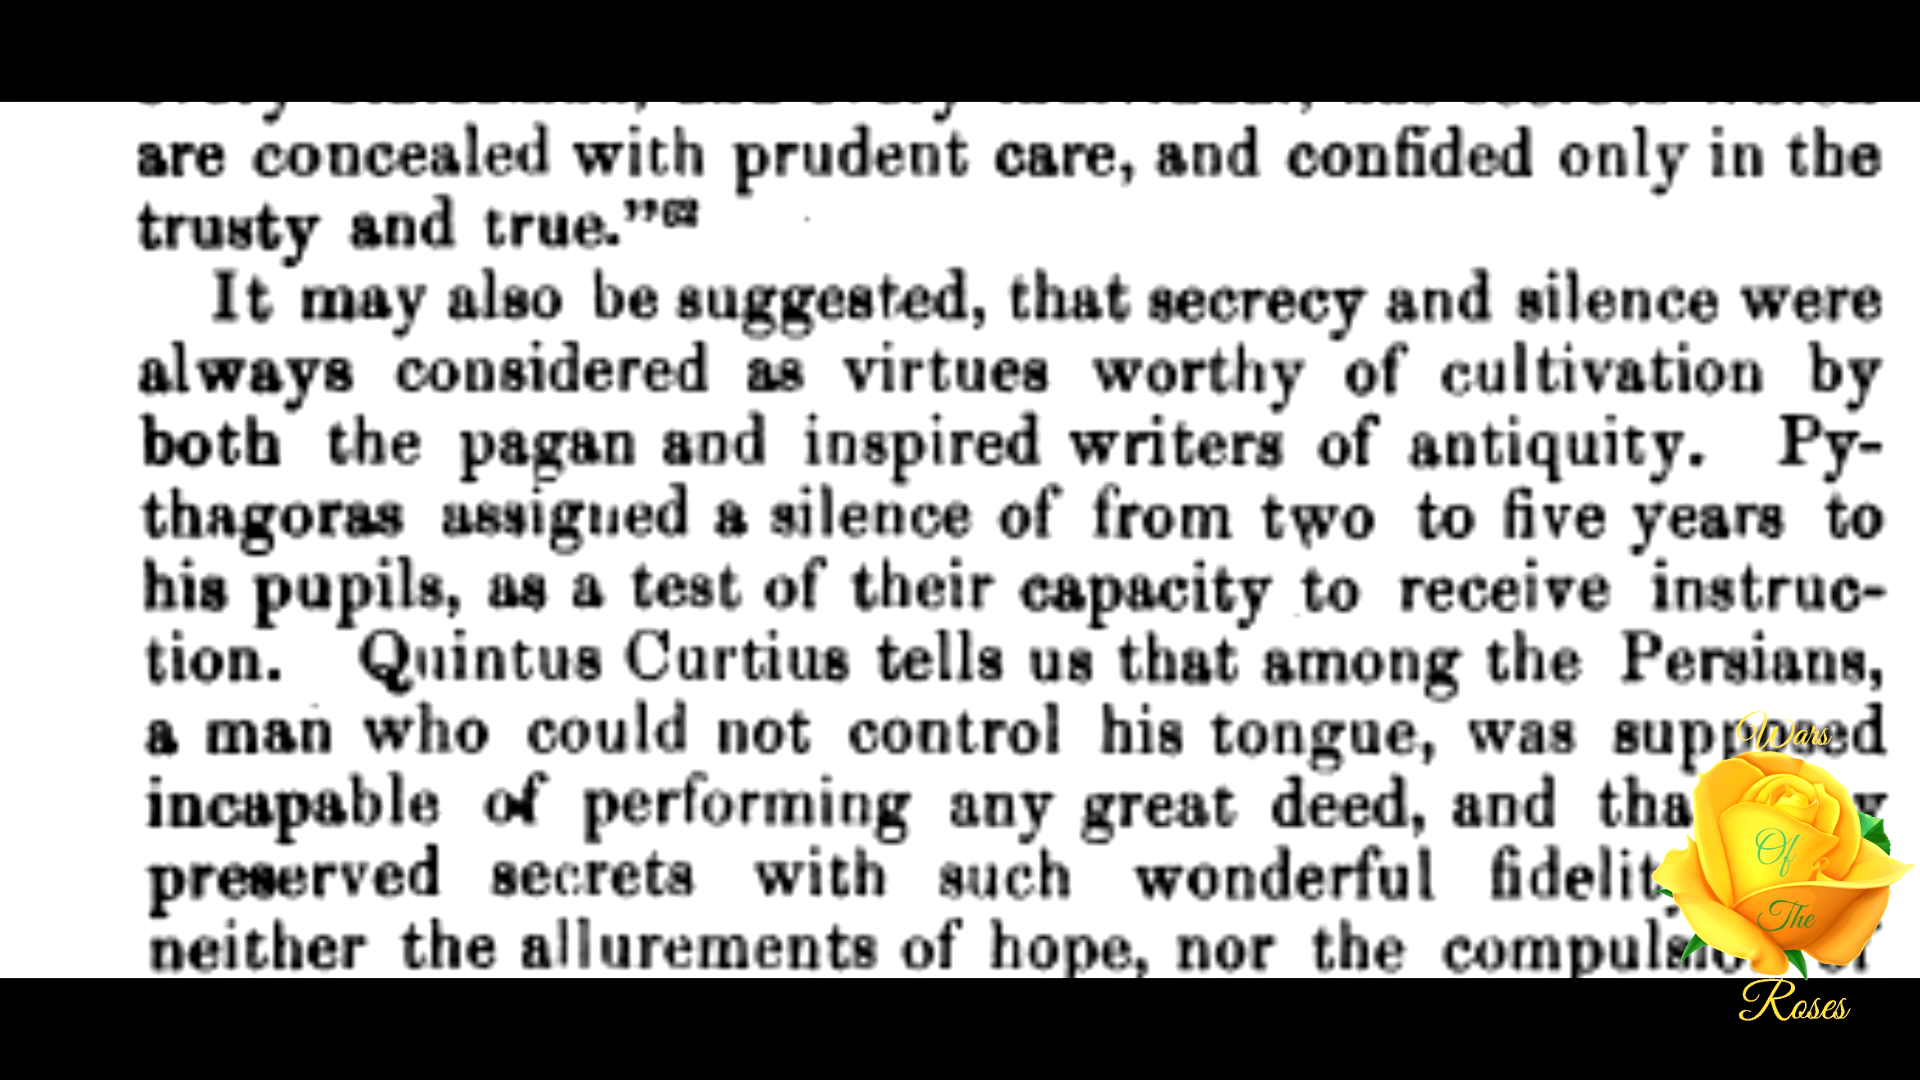 are concealed with prudent care, and confided only in the
trusty and true.”⁶²
It may also be suggested, that secrecy and silence were
always considered as virtues worthy of cultivation by
both the pagan and inspired writers of antiquity. Py-
thagoras assigned a silence of from two to five years to
his pupils, as a test of their capacity to receive instruc-
tion. Quintus Curtius tells us that among the Persians,
a man who could not control his tongue, was supposed
incapable of performing any great deed, and
preserved secrets with such wonderful
neither the allurements of hope, nor the
Wars
Of
The
Roses